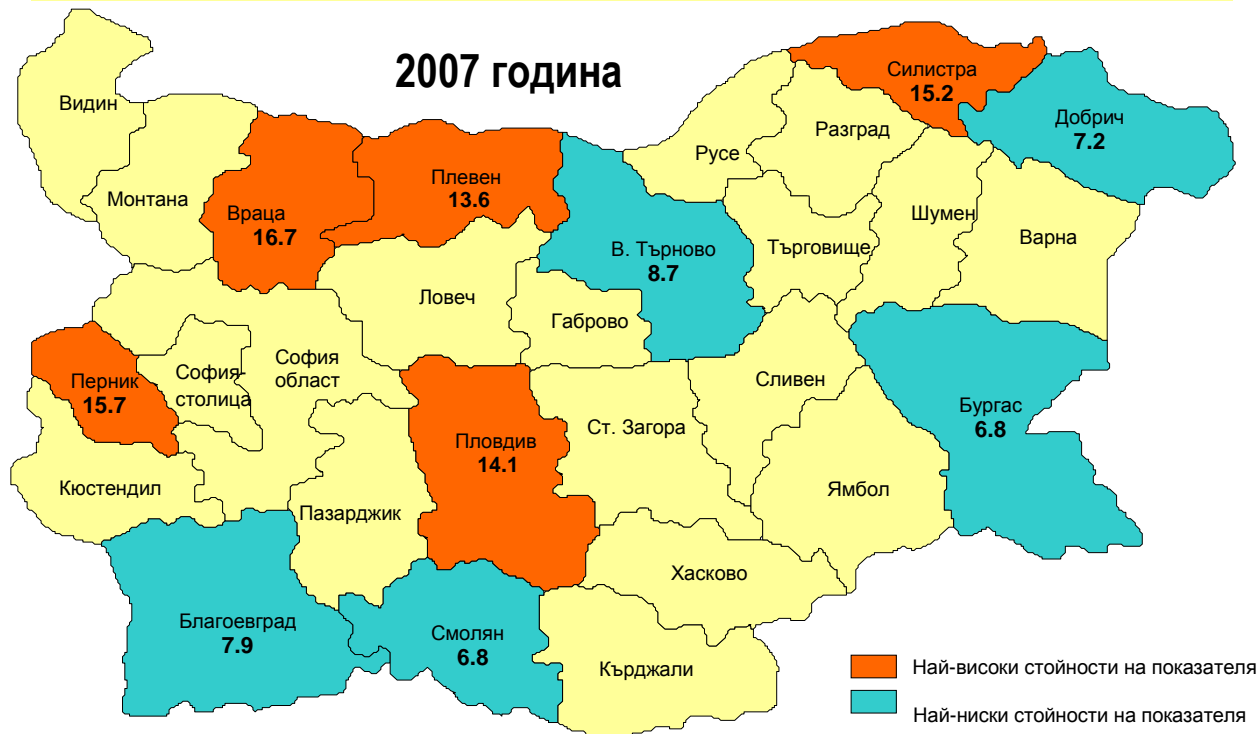 2007 година
Силистра
15.2
Видин
Добрич
7.2
Разград
Русе
Плевен
13.6
Монтана
Враца
16.7
Шумен
Варна
В. Търново
8.7
Търговище
Ловеч
Габрово
София
област
София-
столица
Перник
15.7
Сливен
Бургас
6.8
Ст. Загора
Пловдив
14.1
Кюстендил
Ямбол
Пазарджик
Хасково
Благоевград
7.9
Смолян
6.8
Кърджали
Най-високи стойности на показателя
Най-ниски стойности на показателя